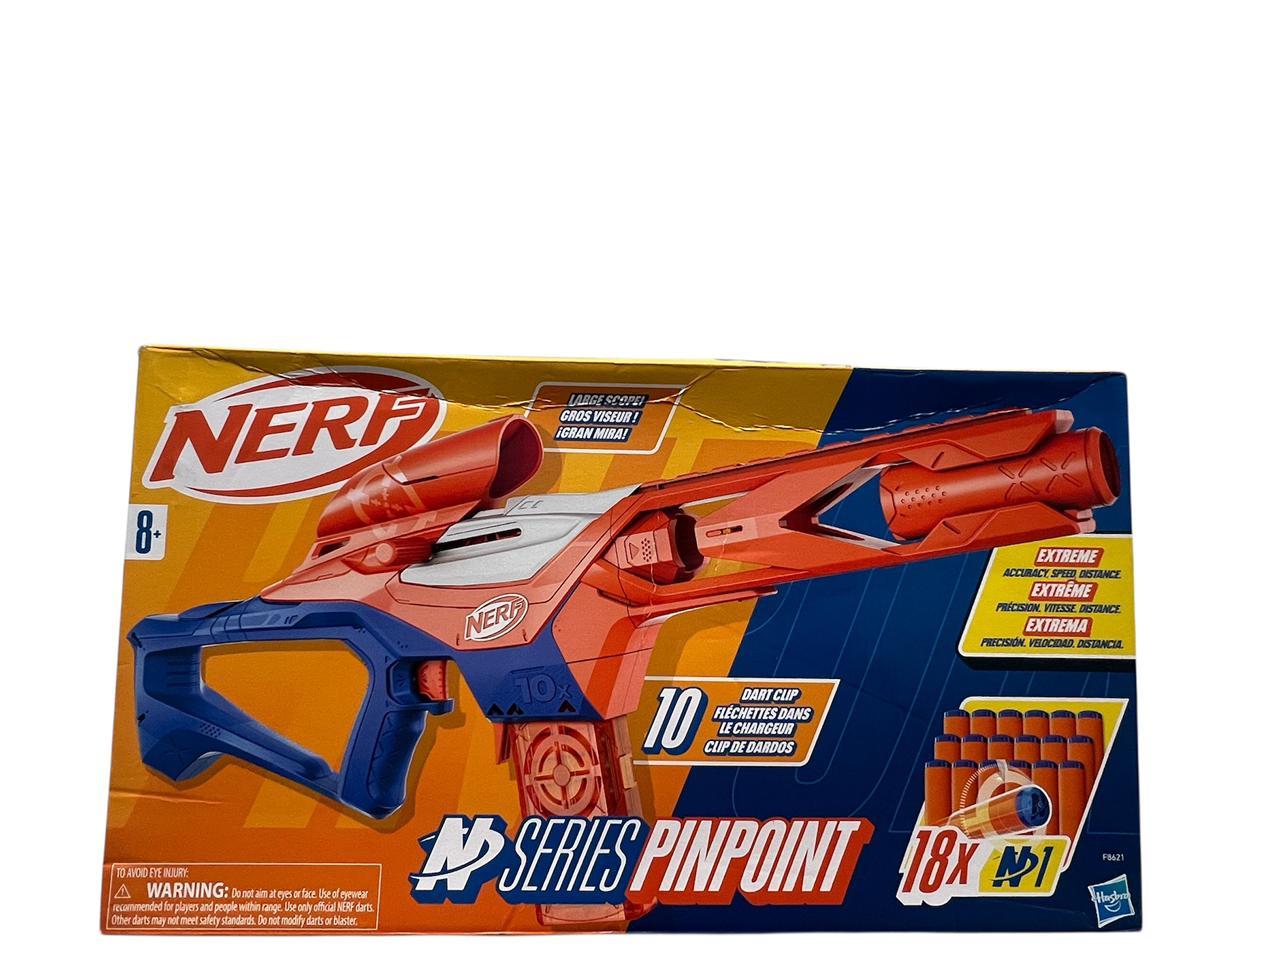 NERF
LARGE SCOPE!
GROS VISEUR !
¡GRAN MIRA!
8+
EXTREME
ACCURACY. SPEED. DISTANCE.
EXTRÊME
PRÉCISION. VITESSE. DISTANCE.
EXTREMA
PRECISIÓN. VELOCIDAD. DISTANCIA.
NERF
10x
10
DART CLIP
FLÉCHETTES DANS
LE CHARGEUR
CLIP DE DARDOS
N SERIES PINPOINT
18X N1
F8621
Hasbro
TO AVOID EYE INJURY:
WARNING: Do not aim at eyes or face. Use of eyewear
recommended for players and people within range. Use only official NERF darts.
Other darts may not meet safety standards. Do not modify darts or blaster.